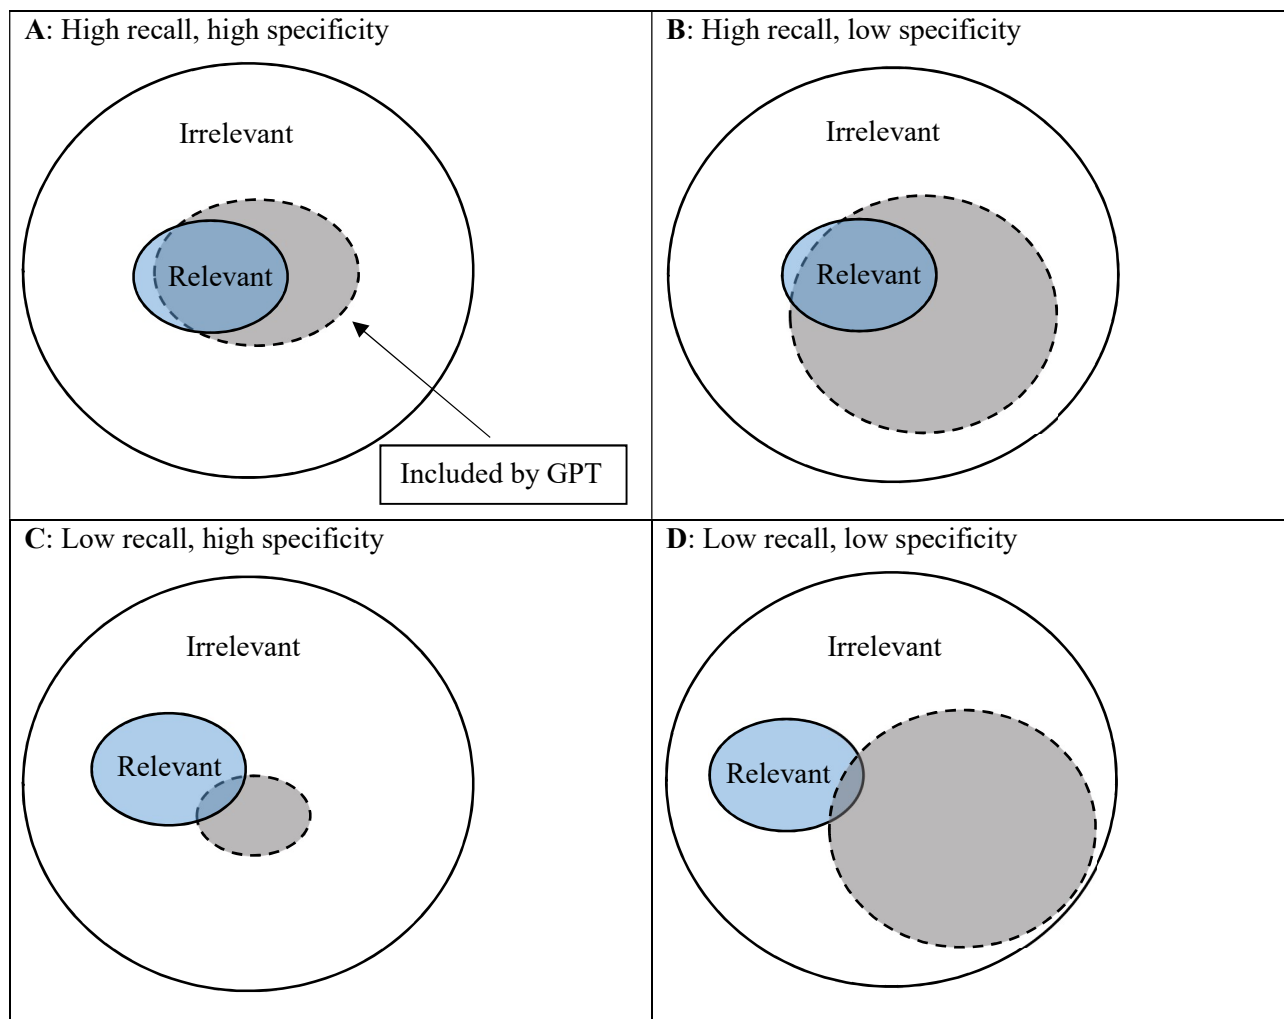 A: High recall, high specificity
Irrelevant
Relevant
Included by GPT
B: High recall, low specificity
Irrelevant
Relevant
C: Low recall, high specificity
Irrelevant
Relevant
D: Low recall, low specificity
Irrelevant
Relevant